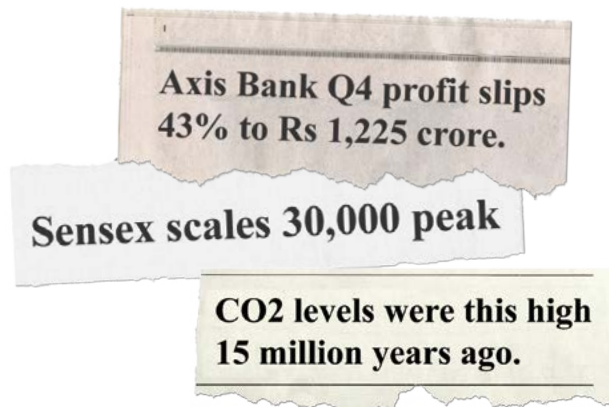 Axis Bank Q4 profit slips
43% to Rs 1,225 crore.
Sensex scales 30,000 peak
CO2 levels were this high
15 million years ago.